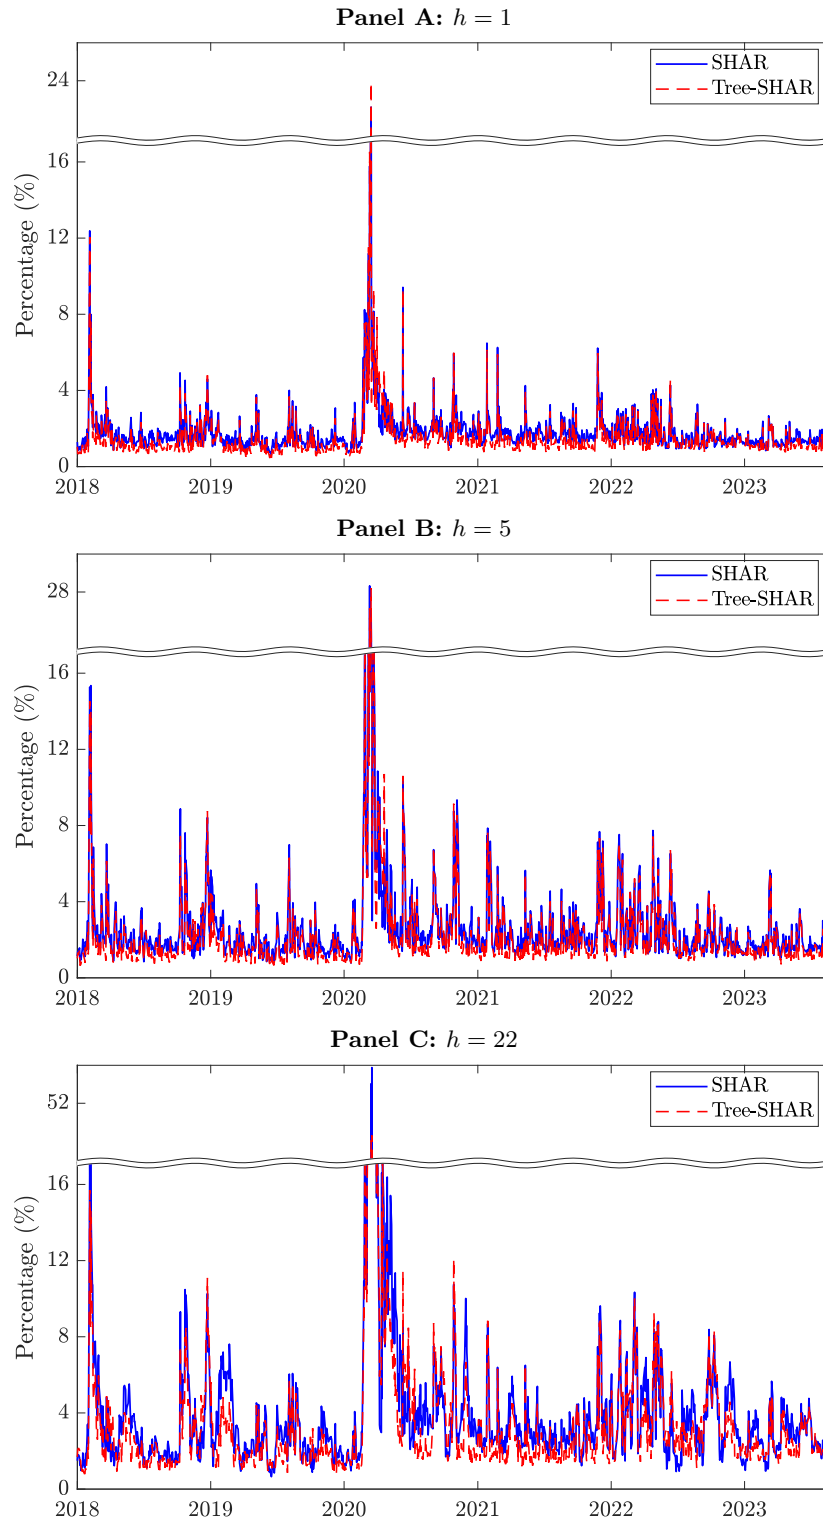 Panel A: h = 1
SHAR
Tree-SHAR
24
16
12
8
4
0
Percentage (%)
2018 2019 2020 2021 2022 2023
Panel B: h = 5
SHAR
Tree-SHAR
28
16
12
8
4
0
Percentage (%)
2018 2019 2020 2021 2022 2023
Panel C: h = 22
SHAR
Tree-SHAR
52
16
12
8
4
0
Percentage (%)
2018 2019 2020 2021 2022 2023